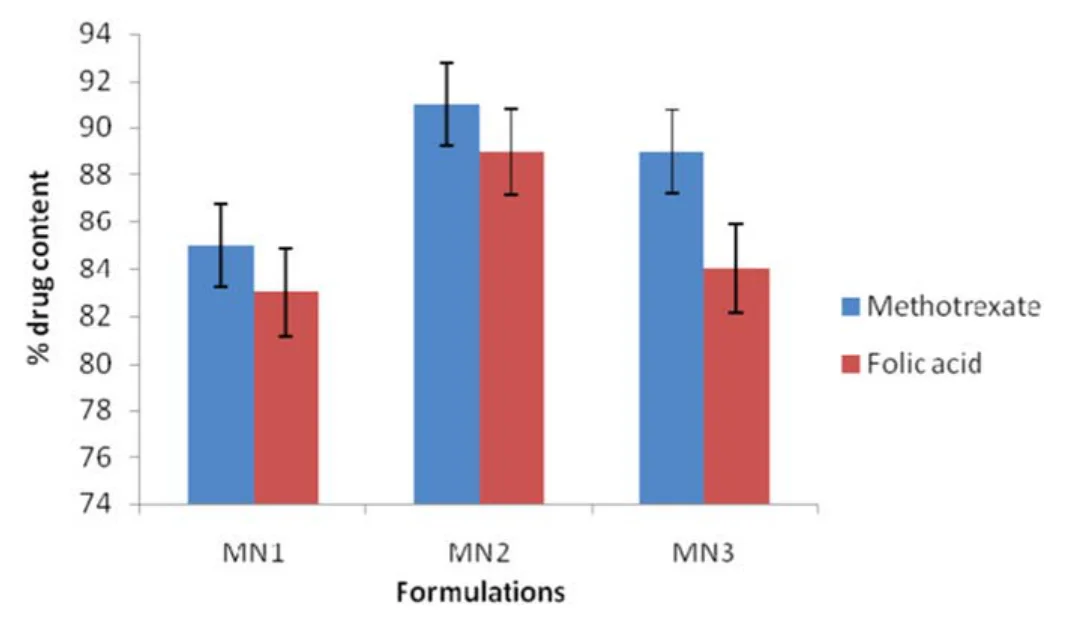 94
92
90
88
86
84
82
80
78
76
74
% drug content
MN1 MN2 MN3
Formulations
Methotrexate
Folic acid